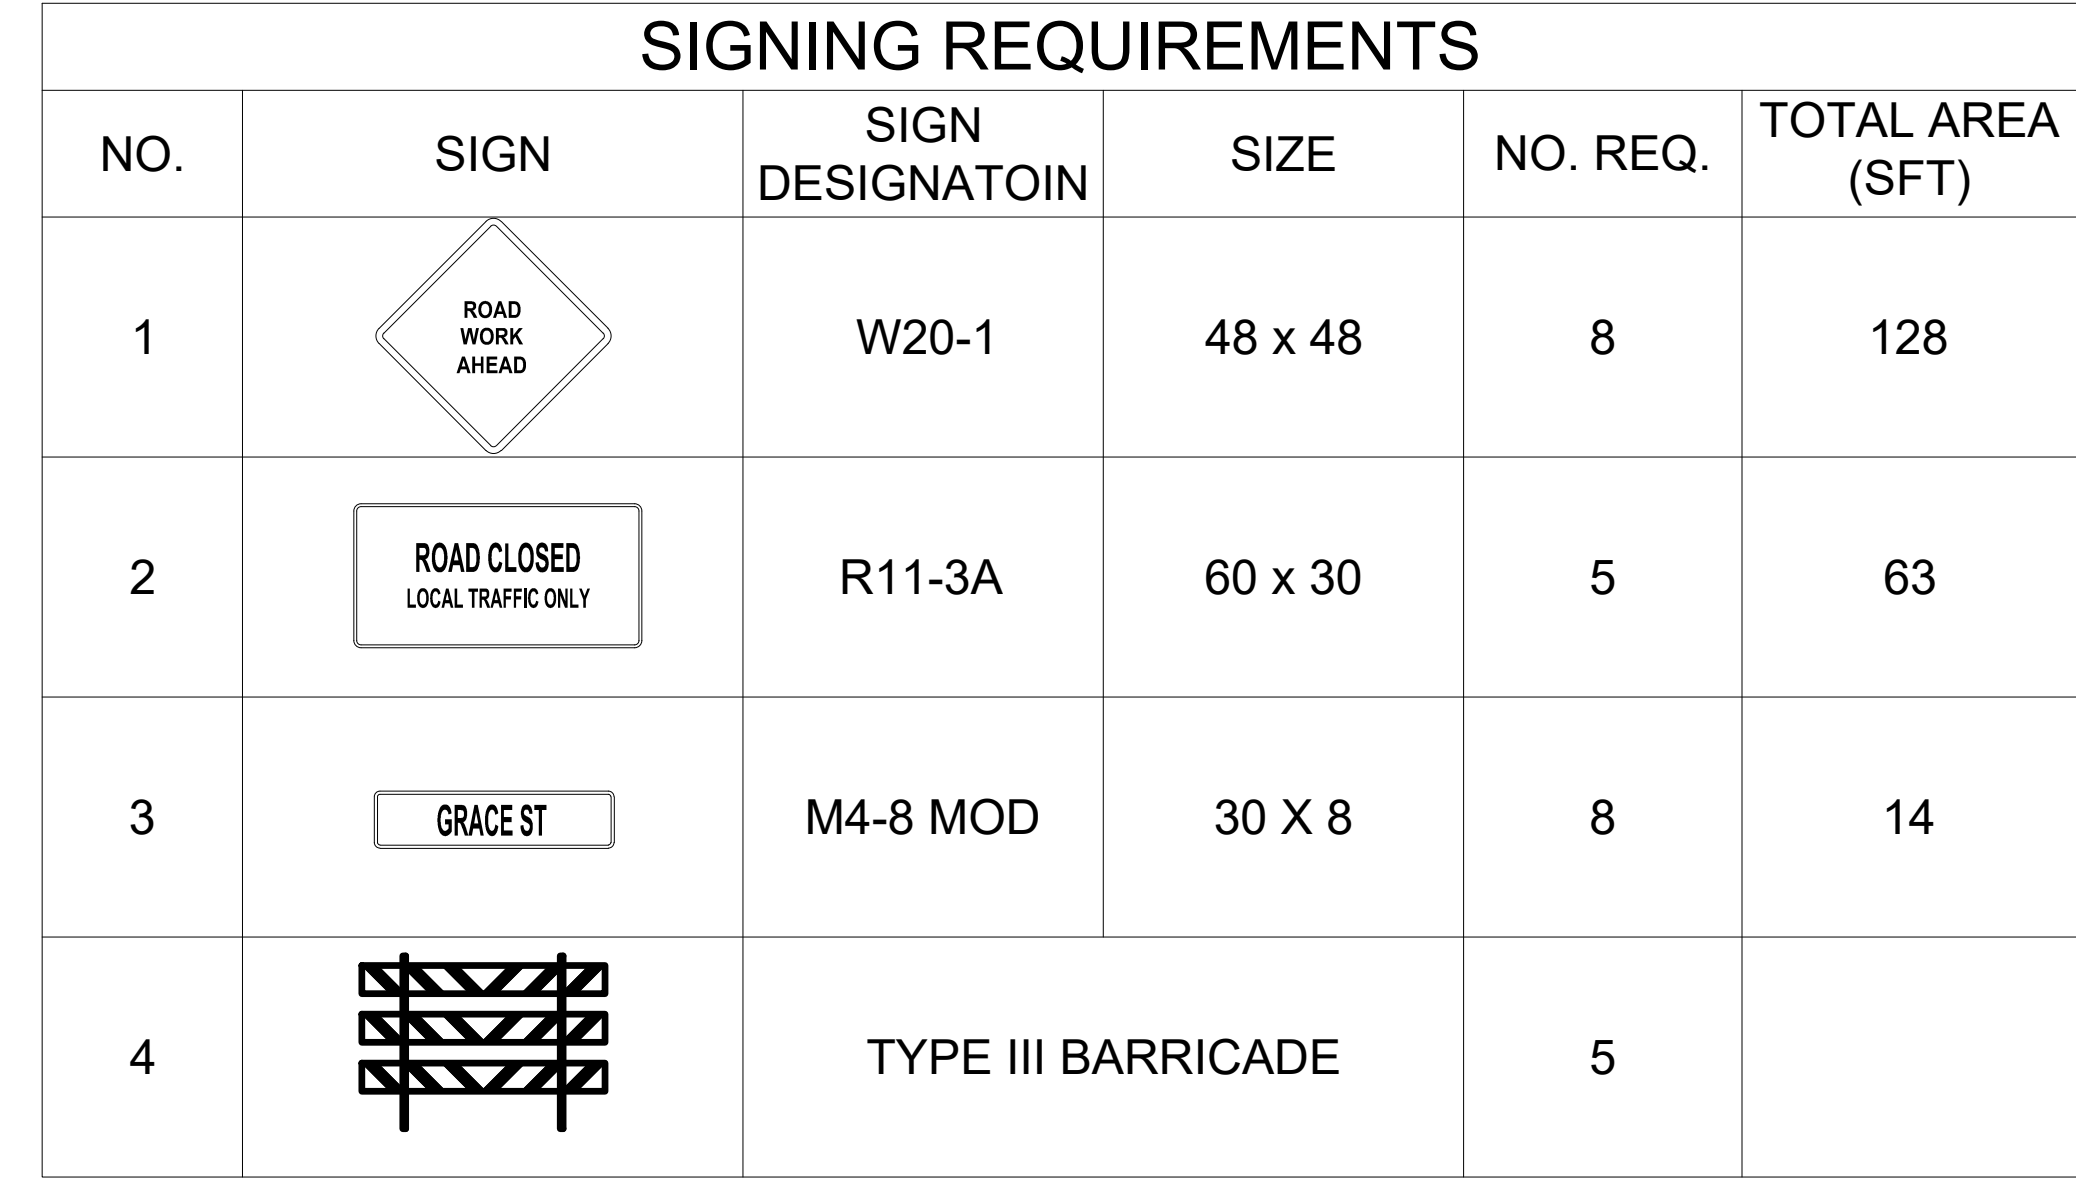 SIGNING REQUIREMENTS
NO.
SIGN
SIGN
DESIGNATOIN
SIZE
NO. REQ.
TOTAL AREA
(SFT)
1
ROAD
WORK
AHEAD
W20-1
48 x 48
8
128
2
ROAD CLOSED
LOCAL TRAFFIC ONLY
R11-3A
60 x 30
5
63
3
GRACE ST
M4-8 MOD
30 X 8
8
14
4
TYPE III BARRICADE
5